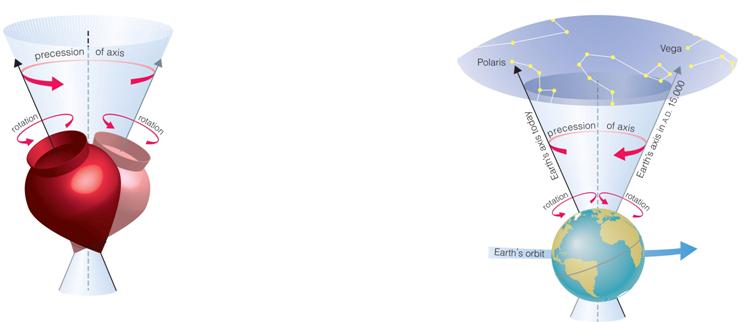 precession of axis
rotation
rotation
Polaris
Vega
Earth's axis today
Earth's axis in A.D. 15,000
precession of axis
rotation
rotation
Earth's orbit